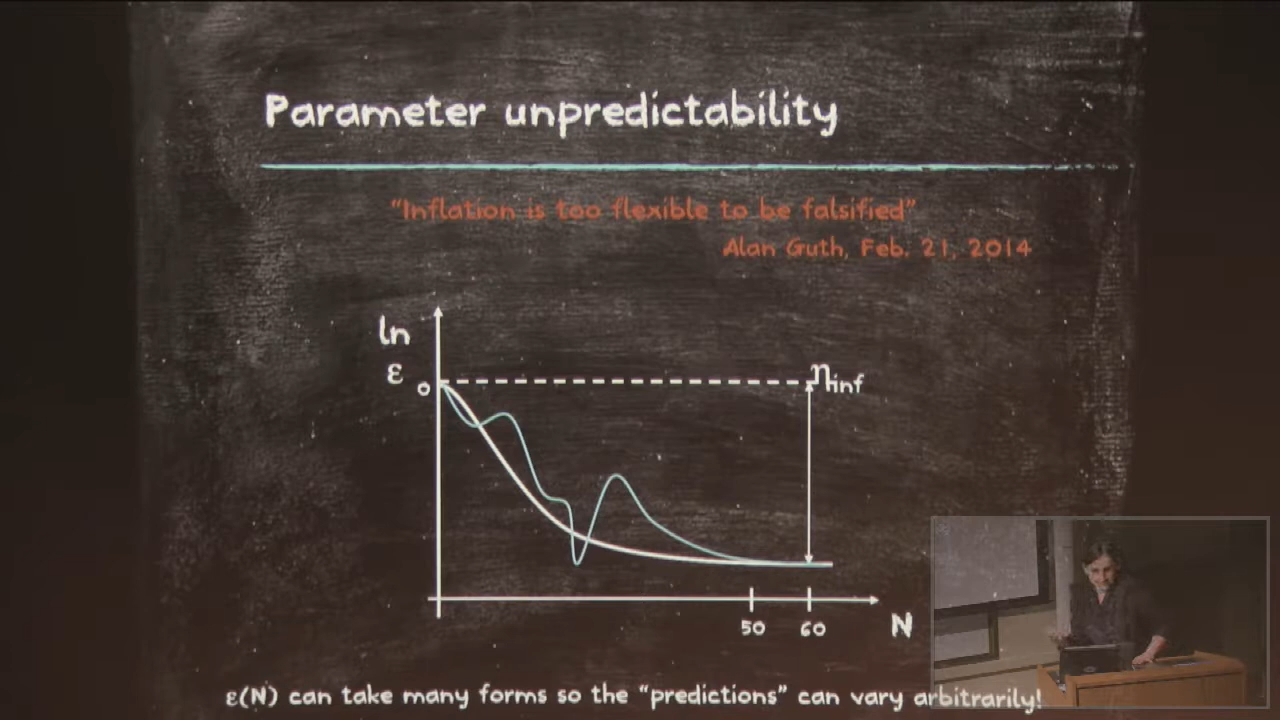 Parameter unpredictability
“Inflation is too flexible to be falsified”
Alan Guth, Feb. 21, 2014
ln
ε
0
ηinf
50
60
N
ε(N) can take many forms so the “predictions” can vary arbitrarily!